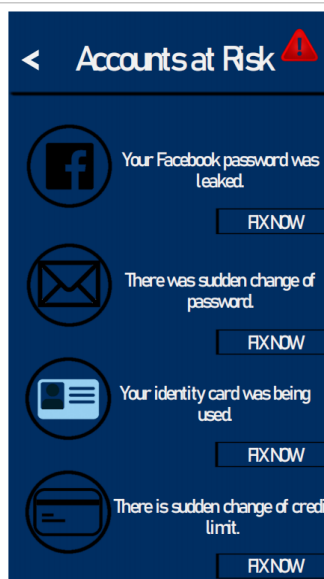 < Accounts at Risk
Your Facebook password was
leaked.
FIX NOW
There was sudden change of
password.
FIX NOW
Your identity card was being
used.
FIX NOW
There is sudden change of credi
limit.
FIX NOW